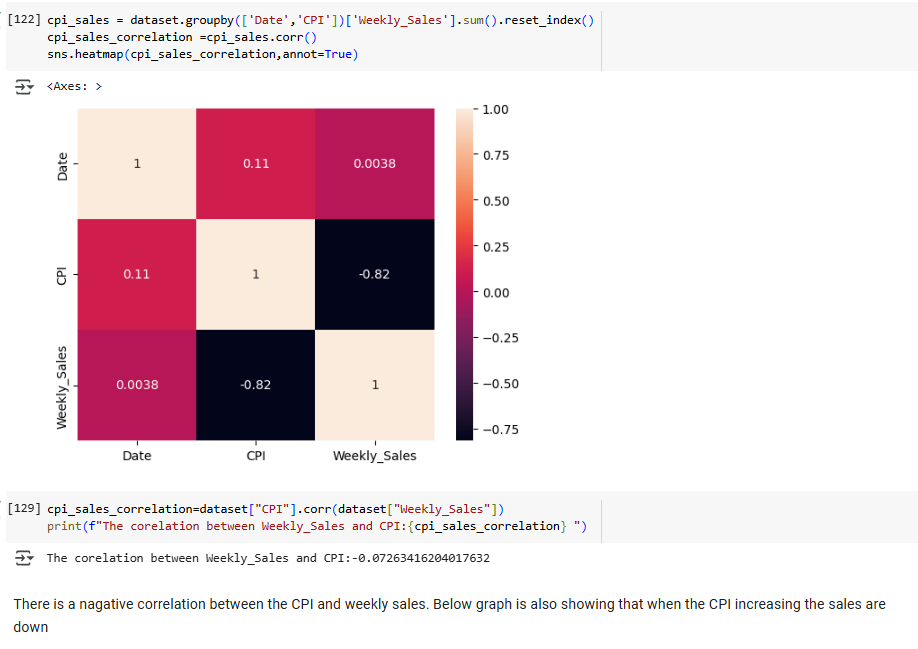 [122] cpi_sales = dataset.groupby(['Date','CPI'])['Weekly_Sales'].sum().reset_index()
cpi_sales_correlation =cpi_sales.corr()
sns.heatmap(cpi_sales_correlation,annot=True)
<Axes: >
1.00
0.75
0.50
0.25
0.00
−0.25
−0.50
−0.75
Date
1
0.11
0.0038
CPI
0.11
1
-0.82
Weekly_Sales
0.0038
-0.82
1
Date
CPI
Weekly_Sales
[129] cpi_sales_correlation=dataset["CPI"].corr(dataset["Weekly_Sales"])
print(f"The corelation between Weekly_Sales and CPI:{cpi_sales_correlation} ")
The corelation between Weekly_Sales and CPI:-0.07263416204017632
There is a nagative correlation between the CPI and weekly sales. Below graph is also showing that when the CPI increasing the sales are
down